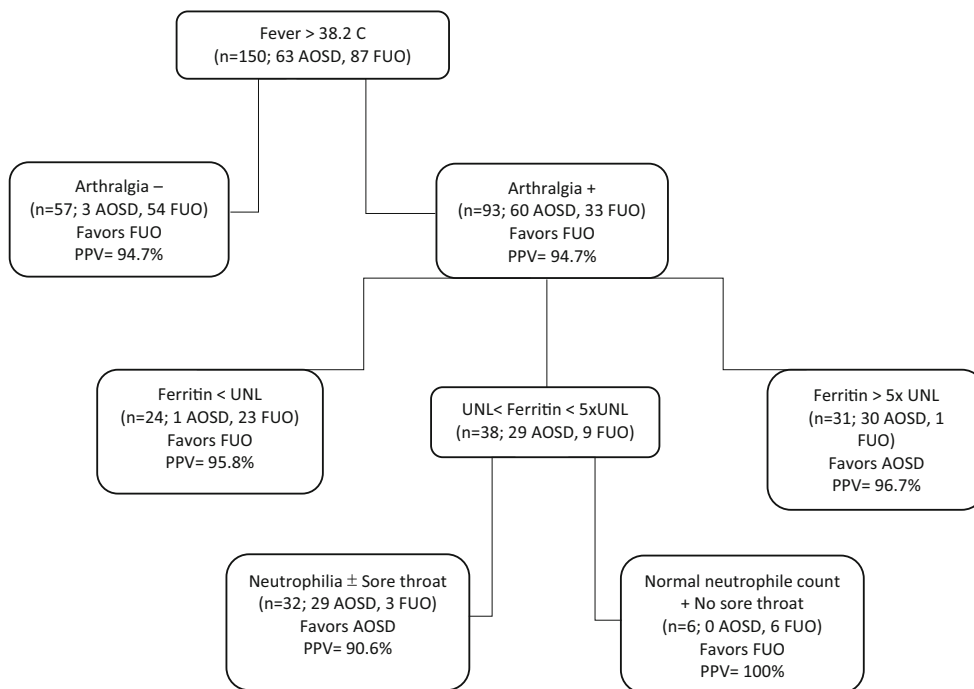 Fever > 38.2 C
(n=150; 63 AOSD, 87 FUO)
Arthralgia –
(n=57; 3 AOSD, 54 FUO)
Favors FUO
PPV= 94.7%
Arthralgia +
(n=93; 60 AOSD, 33 FUO)
Favors FUO
PPV= 94.7%
Ferritin < UNL
(n=24; 1 AOSD, 23 FUO)
Favors FUO
PPV= 95.8%
UNL< Ferritin < 5xUNL
(n=38; 29 AOSD, 9 FUO)
Ferritin > 5x UNL
(n=31; 30 AOSD, 1
FUO)
Favors AOSD
PPV= 96.7%
Neutrophilia ± Sore throat
(n=32; 29 AOSD, 3 FUO)
Favors AOSD
PPV= 90.6%
Normal neutrophile count
+ No sore throat
(n=6; 0 AOSD, 6 FUO)
Favors FUO
PPV= 100%